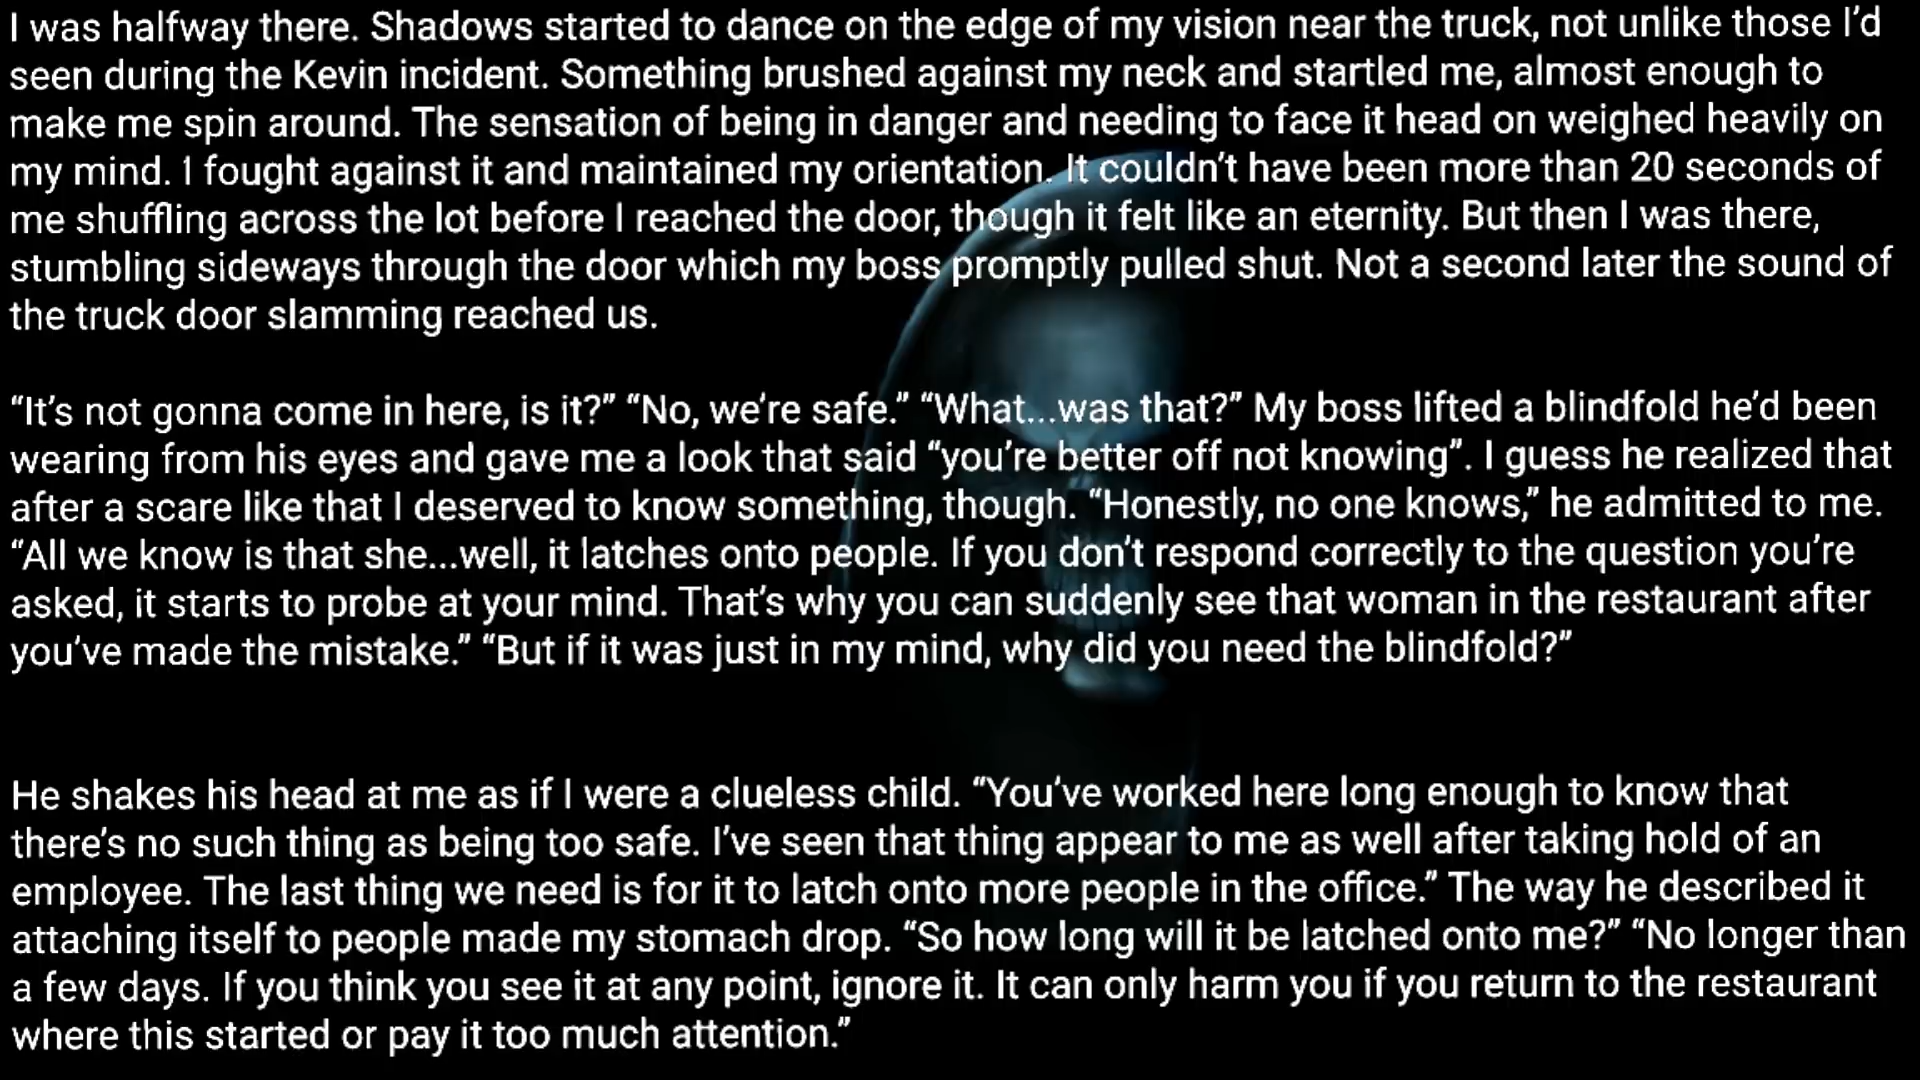 I was halfway there. Shadows started to dance on the edge of my vision near the truck, not unlike those I’d
seen during the Kevin incident. Something brushed against my neck and startled me, almost enough to
make me spin around. The sensation of being in danger and needing to face it head on weighed heavily on
my mind. I fought against it and maintained my orientation. It couldn’t have been more than 20 seconds of
me shuffling across the lot before I reached the door, though it felt like an eternity. But then I was there,
stumbling sideways through the door which my boss promptly pulled shut. Not a second later the sound of
the truck door slamming reached us.
“It’s not gonna come in here, is it?” “No, we’re safe.” “What...was that?” My boss lifted a blindfold he’d been
wearing from his eyes and gave me a look that said “you’re better off not knowing”. I guess he realized that
after a scare like that I deserved to know something, though. “Honestly, no one knows,” he admitted to me.
“All we know is that she...well, it latches onto people. If you don’t respond correctly to the question you’re
asked, it starts to probe at your mind. That’s why you can suddenly see that woman in the restaurant after
you’ve made the mistake.” “But if it was just in my mind, why did you need the blindfold?”
He shakes his head at me as if I were a clueless child. “You’ve worked here long enough to know that
there’s no such thing as being too safe. I’ve seen that thing appear to me as well after taking hold of an
employee. The last thing we need is for it to latch onto more people in the office.” The way he described it
attaching itself to people made my stomach drop. “So how long will it be latched onto me?” “No longer than
a few days. If you think you see it at any point, ignore it. It can only harm you if you return to the restaurant
where this started or pay it too much attention.”